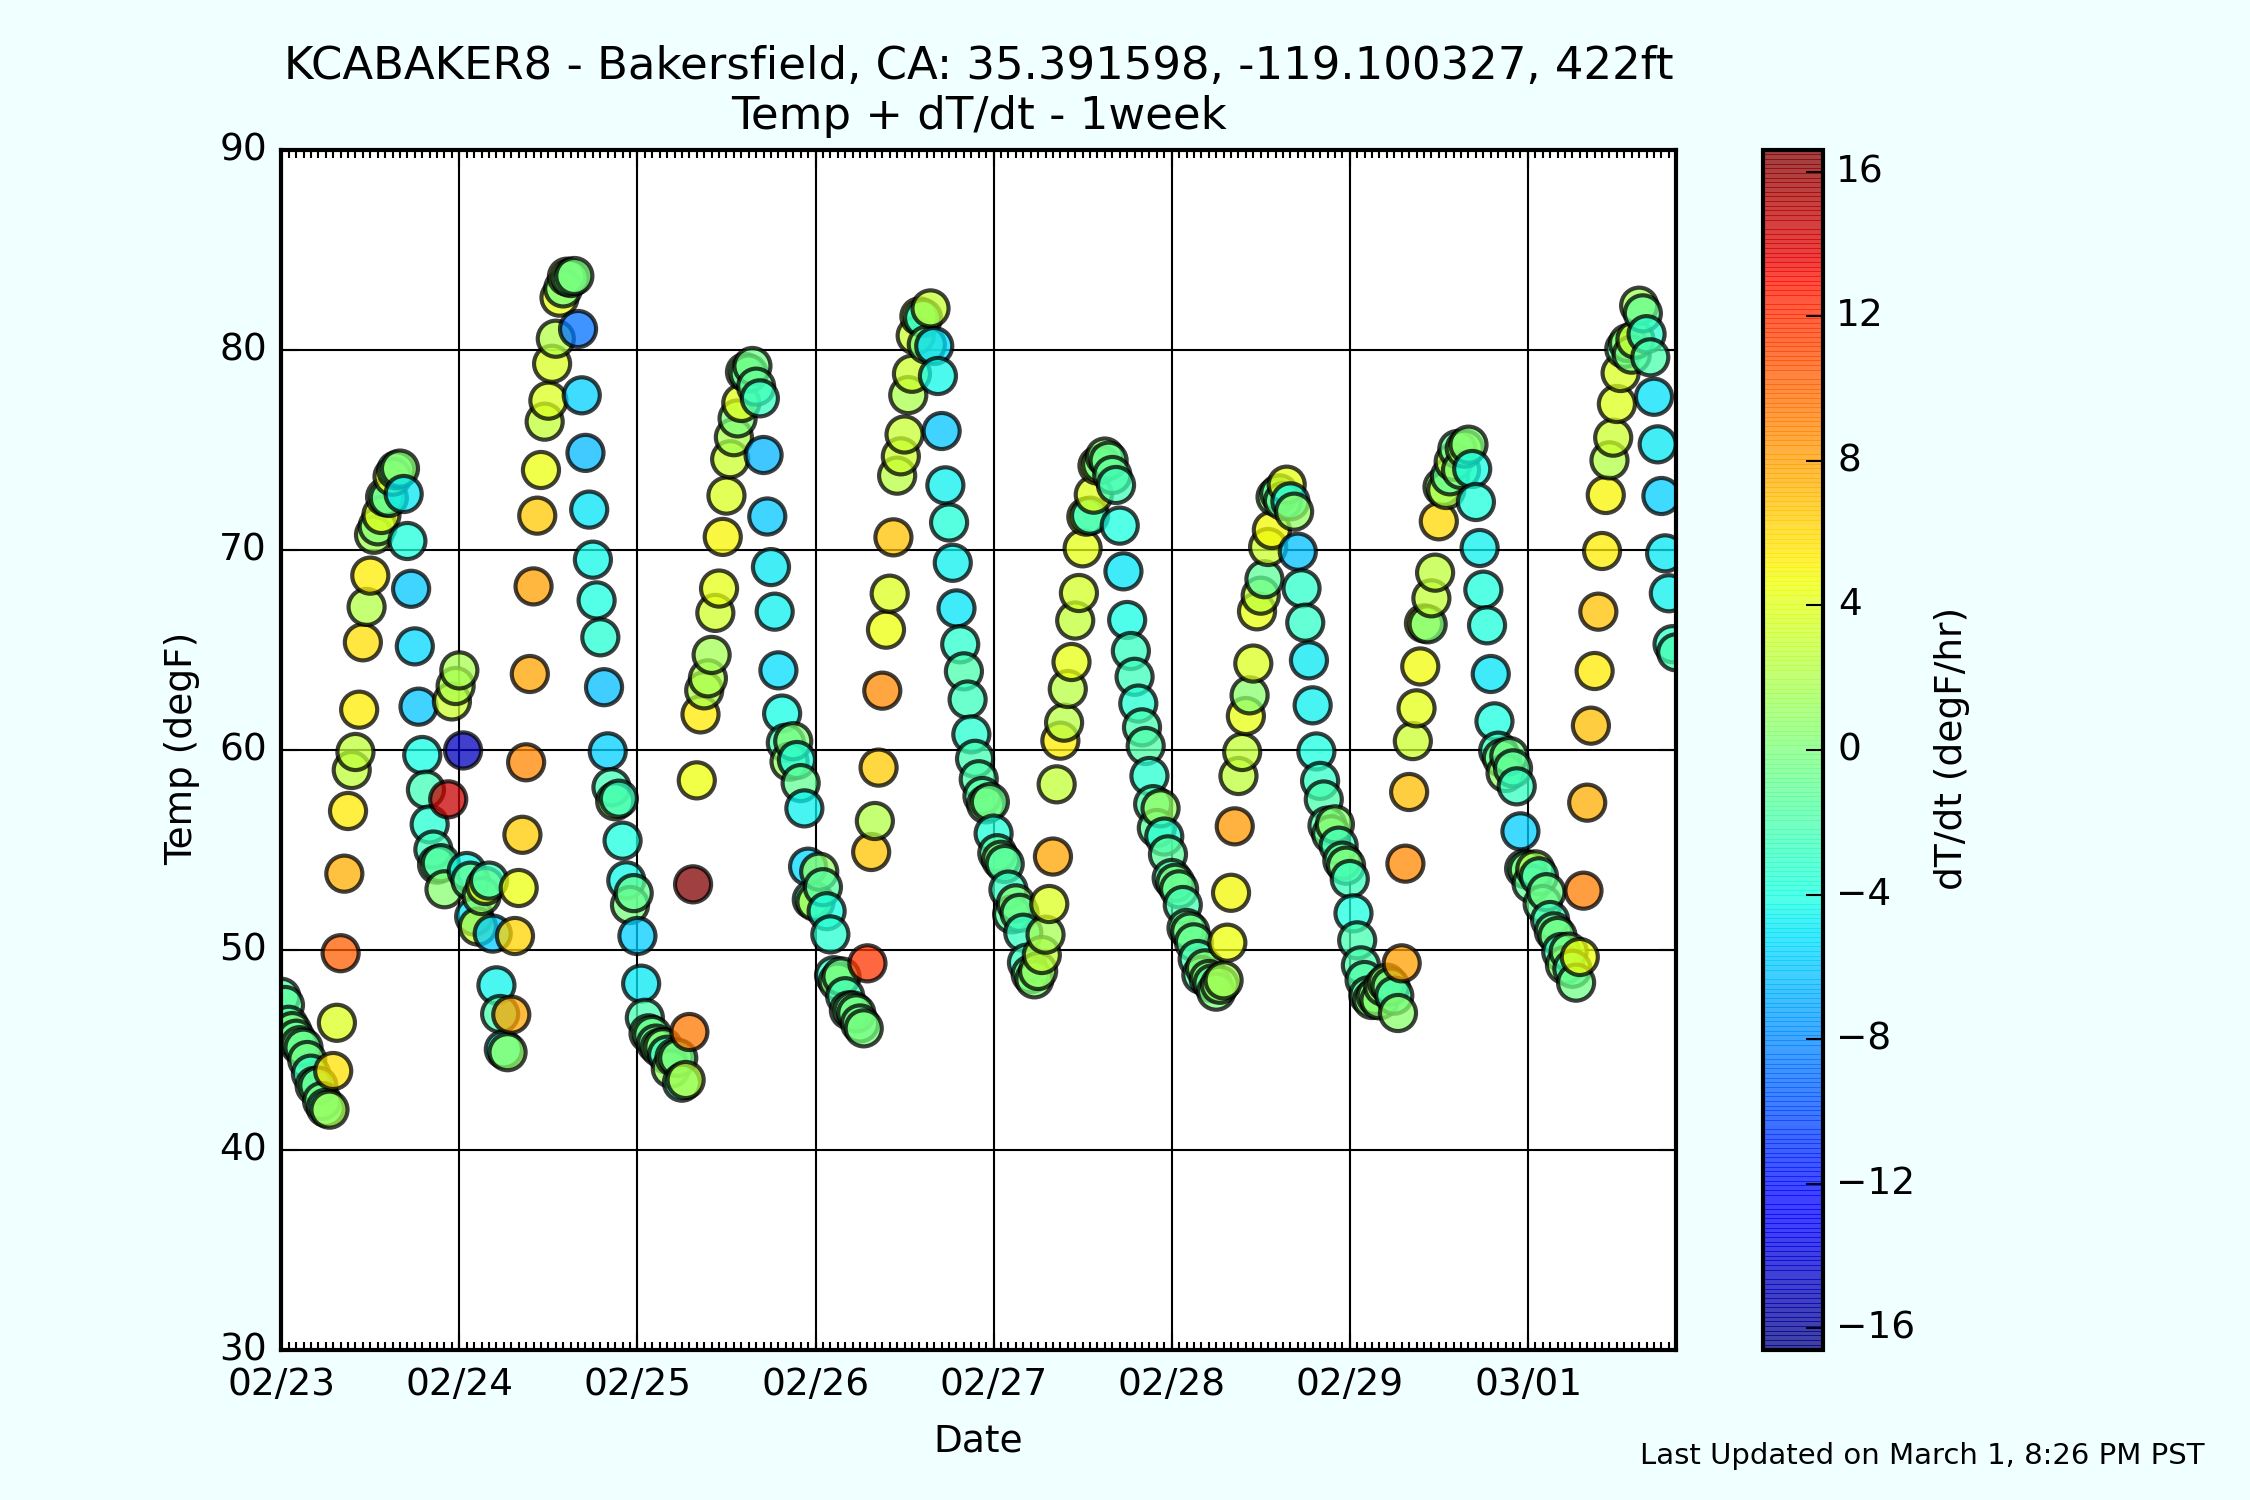 KCABAKER8 - Bakersfield, CA: 35.391598, -119.100327, 422ft
Temp + dT/dt - 1week
90
80
70
60
50
40
30
Temp (degF)
02/23 02/24 02/25 02/26 02/27 02/28 02/29 03/01
Date
16
12
8
4
0
−4
−8
−12
−16
dT/dt (degF/hr)
Last Updated on March 1, 8:26 PM PST